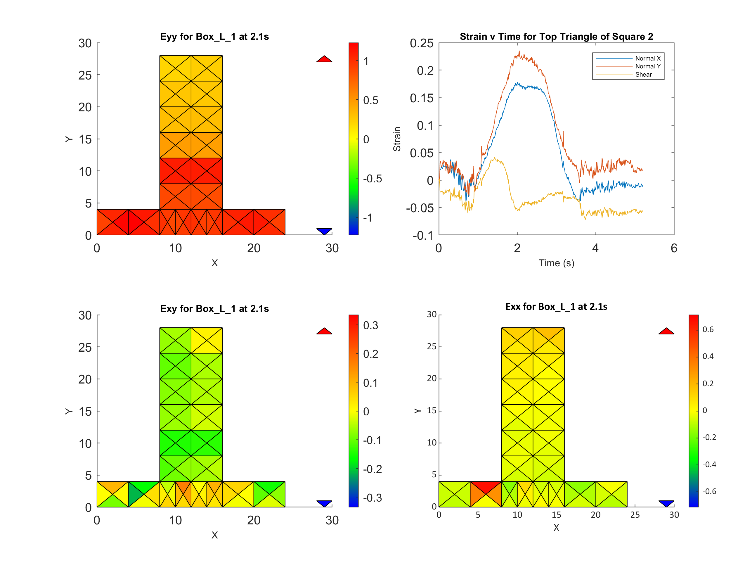 Eyy for Box_L_1 at 2.1s
30
25
20
15
10
5
0
Y
0 10 20 30
X
1
0.5
0
-0.5
-1
Strain v Time for Top Triangle of Square 2
0.25
0.2
0.15
0.1
0.05
0
-0.05
-0.1
Strain
Normal X
Normal Y
Shear
0 2 4 6
Time (s)
Exy for Box_L_1 at 2.1s
30
25
20
15
10
5
0
Y
0 10 20 30
X
0.3
0.2
0.1
0
-0.1
-0.2
-0.3
Exx for Box_L_1 at 2.1s
30
25
20
15
10
5
0
Y
0 5 10 15 20 25 30
X
0.6
0.4
0.2
0
-0.2
-0.4
-0.6